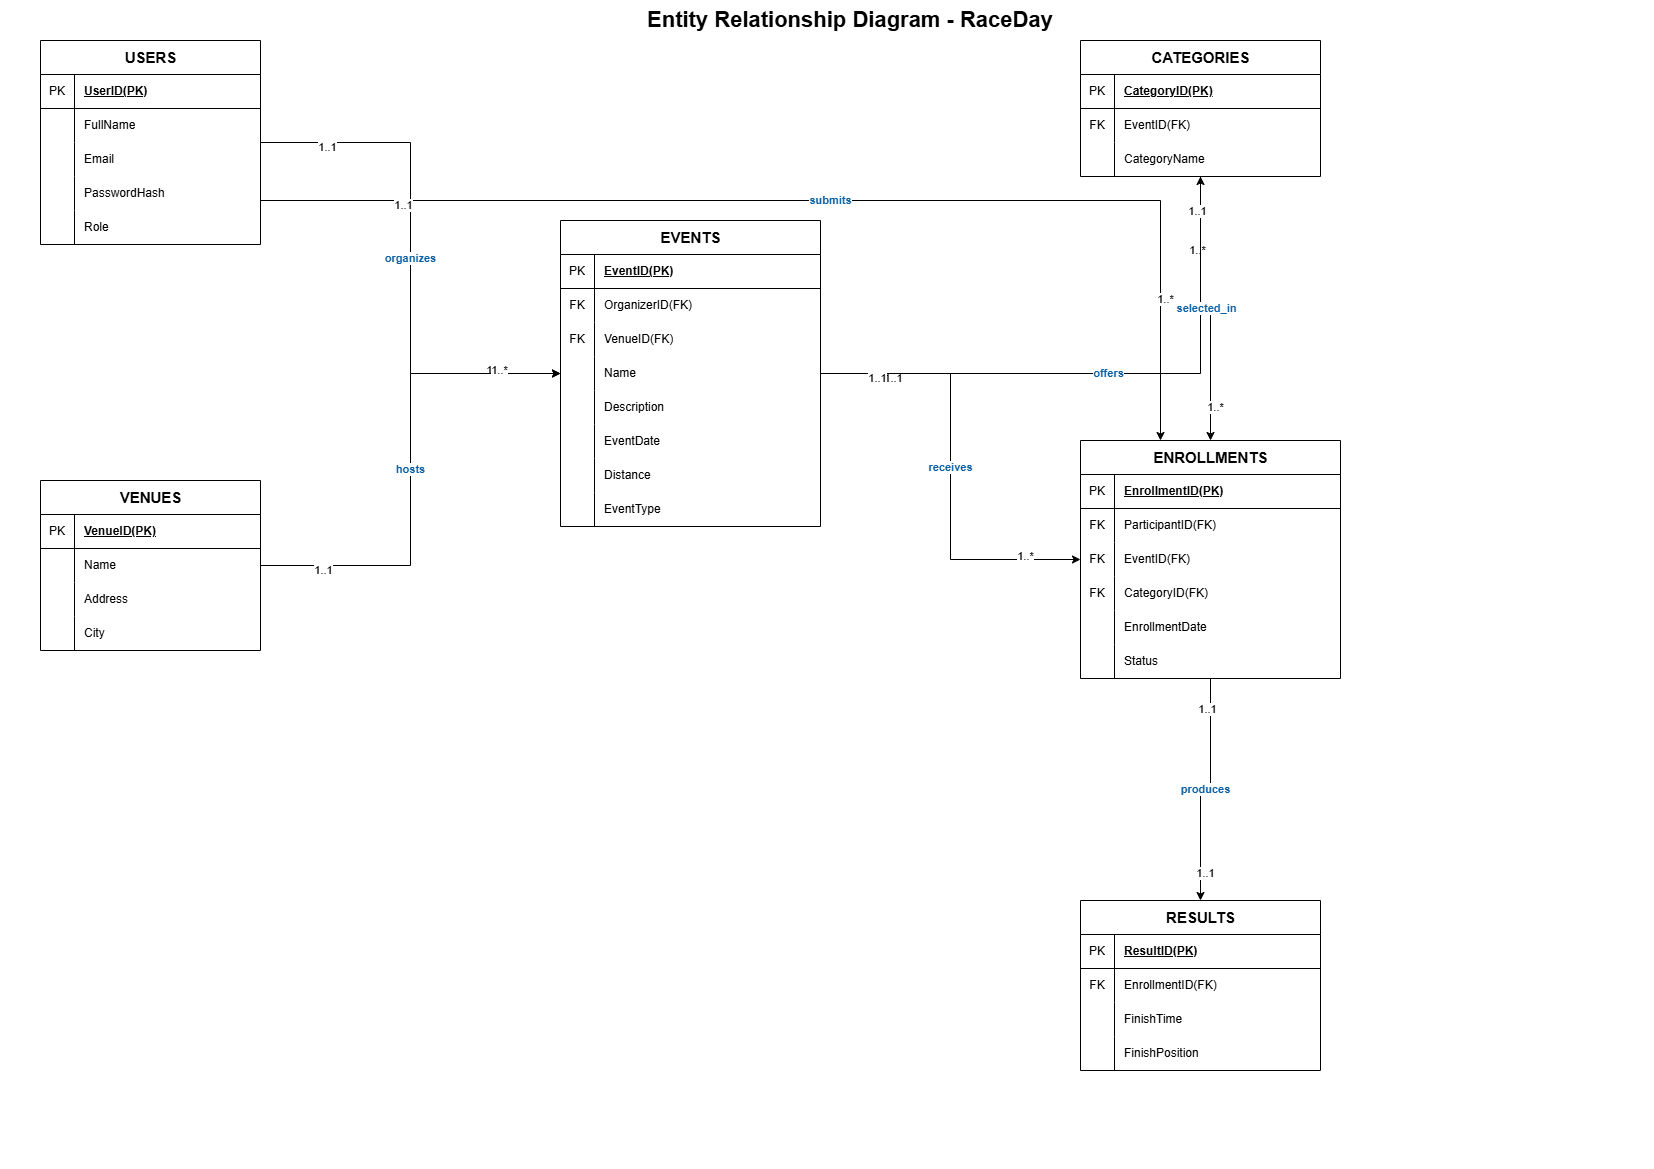 Entity Relationship Diagram - RaceDay
USERS
PK UserID(PK)
FullName
Email
PasswordHash
Role
CATEGORIES
PK CategoryID(PK)
FK EventID(FK)
CategoryName
1..1
1..1
submits
organizes
EVENTS
PK EventID(PK)
FK OrganizerID(FK)
FK VenueID(FK)
Name
Description
EventDate
Distance
EventType
1..1
1..*
1..*
selected_in
1..*
1..1
1..1
offers
1..*
hosts
receives
1..*
VENUES
PK VenueID(PK)
Name
Address
City
1..1
ENROLLMENTS
PK EnrollmentID(PK)
FK ParticipantID(FK)
FK EventID(FK)
FK CategoryID(FK)
EnrollmentDate
Status
1..1
produces
1..1
RESULTS
PK ResultID(PK)
FK EnrollmentID(FK)
FinishTime
FinishPosition